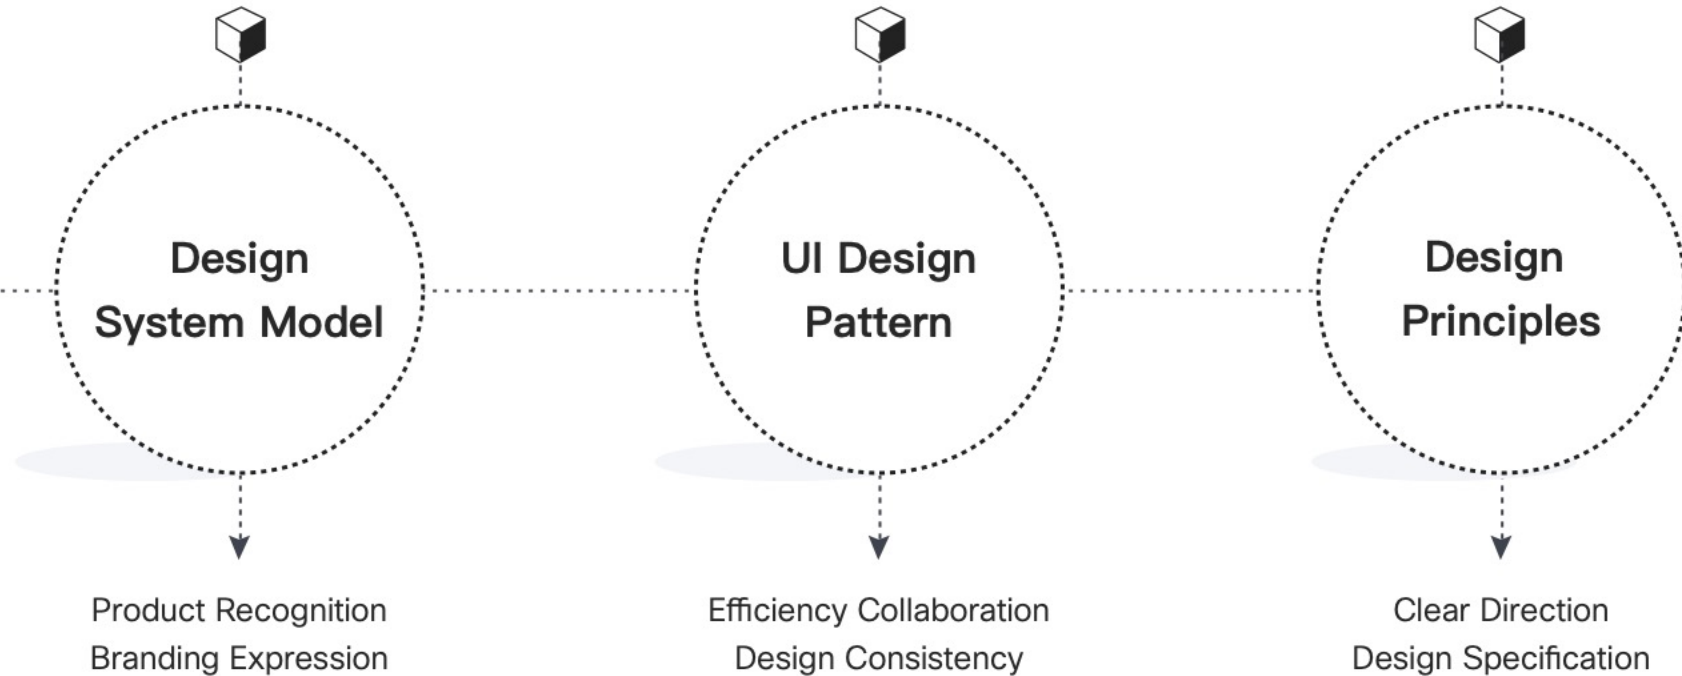 Design
System Model
UI Design
Pattern
Design
Principles
Product Recognition
Branding Expression
Efficiency Collaboration
Design Consistency
Clear Direction
Design Specification